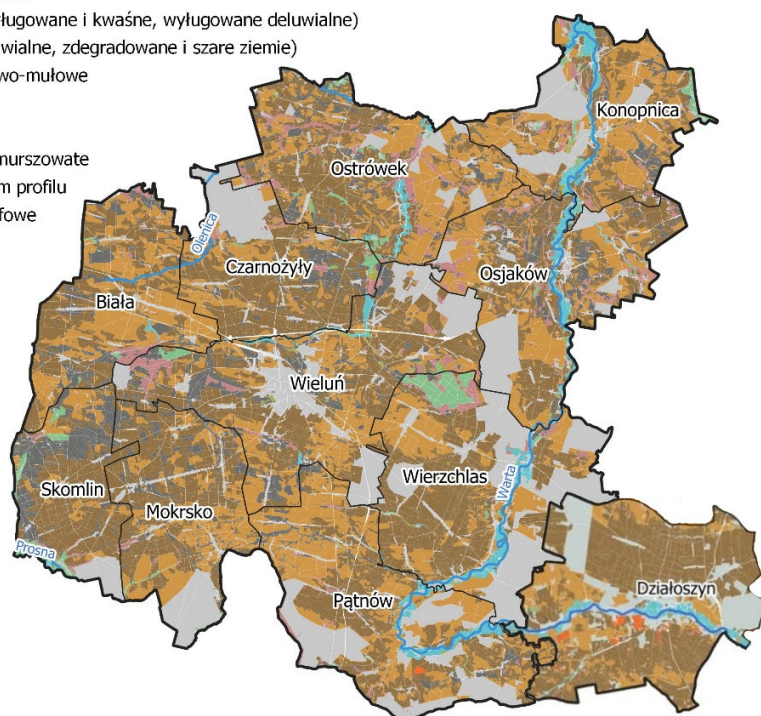 ługowane i kwaśne, wyługowane deluwialne)
wialne, zdegradowane i szare ziemie)
wo-mułowe
murszowate
m profilu
fowe
Konopnica
Ostrówek
Olenica
Czarnożyły
Osjaków
Biała
Wieluń
Wierzchlas
Skomlin
Warta
Mokrsko
Prosna
Działoszyn
Pątnów